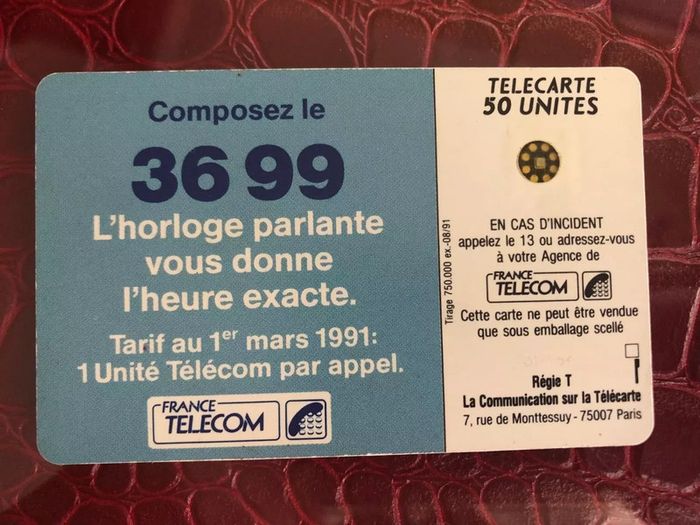 Composez le
36 99
L'horloge parlante
vous donne
l'heure exacte.
Tarif au 1er mars 1991:
1 Unité Télécom par appel.
FRANCE
TELECOM
TELECARTE
50 UNITES
Tirage 750.000 ex.-08/91
EN CAS D'INCIDENT
appelez le 13 ou adressez-vous
à votre Agence de
FRANCE
TELECOM
Cette carte ne peut être vendue
que sous emballage scellé
Régie T
La Communication sur la Télécarte
7, rue de Monttessuy - 75007 Paris